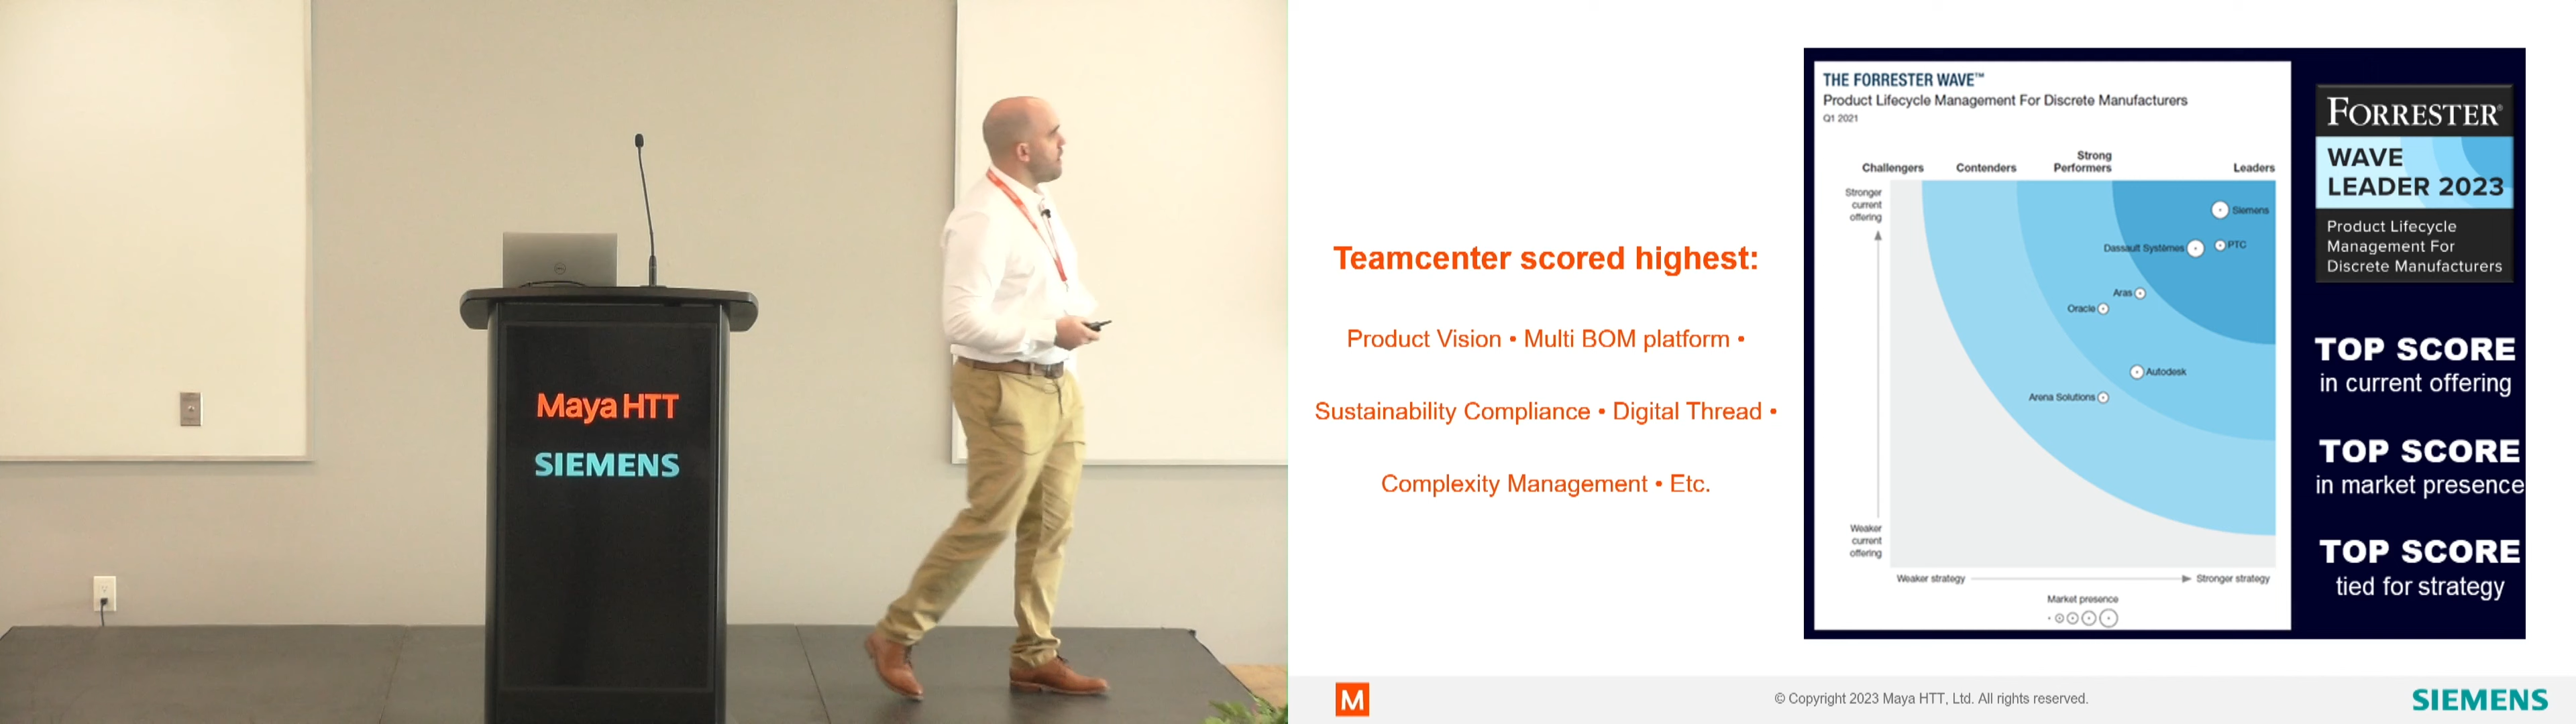 Maya HTT
SIEMENS
Teamcenter scored highest:
Product Vision • Multi BOM platform •
Sustainability Compliance • Digital Thread •
Complexity Management • Etc.
THE FORRESTER WAVE™
Product Lifecycle Management For Discrete Manufacturers
Q1 2021
Challengers
Contenders
Strong
Performers
Leaders
Stronger
current
offering
Siemens
Dassault Systèmes
PTC
Aras
Oracle
Autodesk
Arena Solutions
Weaker
current
offering
Weaker strategy
Stronger strategy
Market presence
FORRESTER®
WAVE
LEADER 2023
Product Lifecycle
Management For
Discrete Manufacturers
TOP SCORE
in current offering
TOP SCORE
in market presence
TOP SCORE
tied for strategy
M
© Copyright 2023 Maya HTT, Ltd. All rights reserved.
SIEMENS